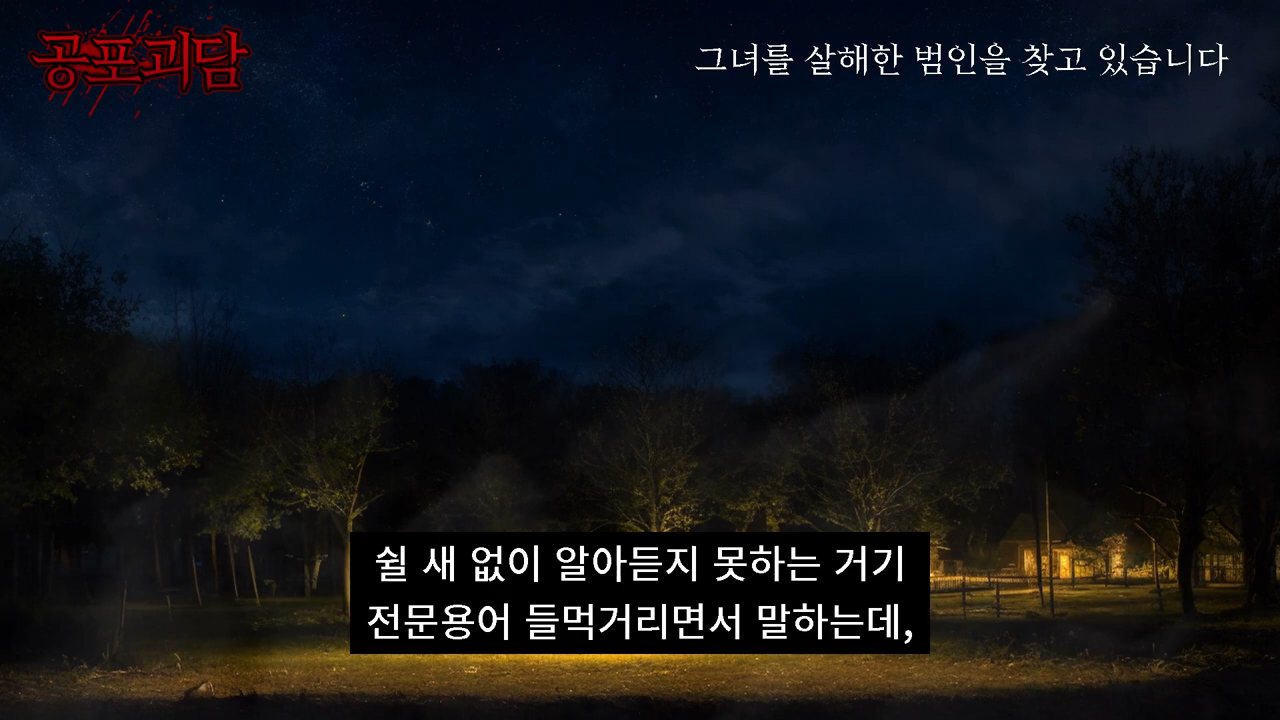 공포괴담
그녀를 살해한 범인을 찾고 있습니다
쉴 새 없이 알아듣지 못하는 거기
전문용어 들먹거리면서 말하는데,